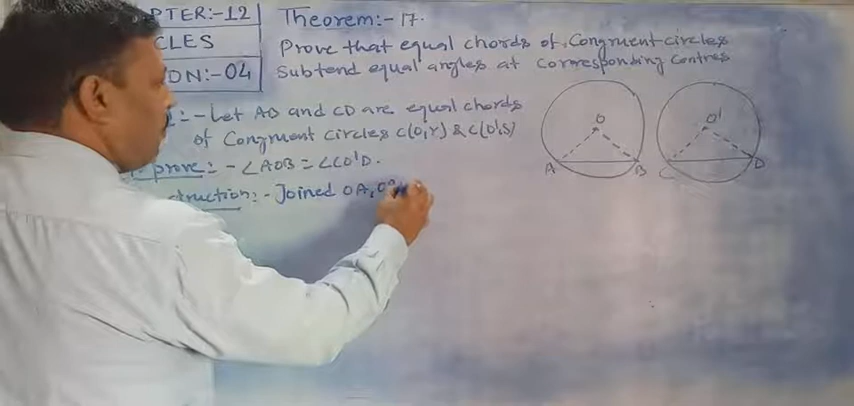 PTER:-12
CLES
ON:-04
Theorem:- 17.
Prove that equal chords of Congruent circles
Subtend equal angles at corresponding centres
:- Let AB and CD are equal chords
of Congruent Circles C(O,r) & C(O',S)
prove:- ∠AOB = ∠CO'D.
truction:- Joined OA,
O
A
B
O'
C
D